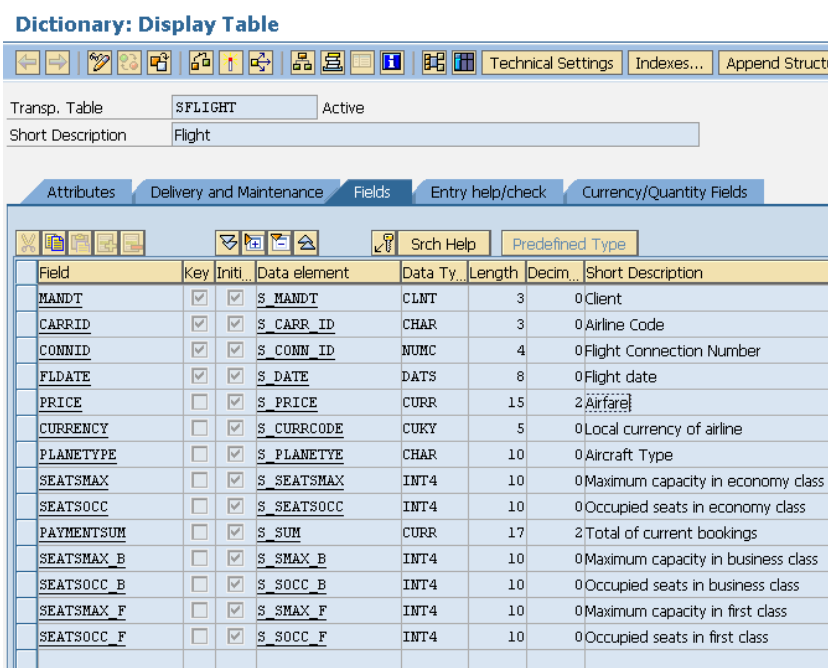 Dictionary: Display Table
Technical Settings Indexes... Append Struct
Transp. Table SFLIGHT Active
Short Description Flight
Attributes Delivery and Maintenance Fields Entry help/check Currency/Quantity Fields
Srch Help Predefined Type
Field Key Initi... Data element Data Ty... Length Decim... Short Description
MANDT S_MANDT CLNT 3 0 Client
CARRID S_CARR_ID CHAR 3 0 Airline Code
CONNID S_CONN_ID NUMC 4 0 Flight Connection Number
FLDATE S_DATE DATS 8 0 Flight date
PRICE S_PRICE CURR 15 2 Airfare
CURRENCY S_CURRCODE CUKY 5 0 Local currency of airline
PLANETYPE S_PLANETYE CHAR 10 0 Aircraft Type
SEATSMAX S_SEATSMAX INT4 10 0 Maximum capacity in economy class
SEATSOCC S_SEATSOCC INT4 10 0 Occupied seats in economy class
PAYMENTSUM S_SUM CURR 17 2 Total of current bookings
SEATSMAX_B S_SMAX_B INT4 10 0 Maximum capacity in business class
SEATSOCC_B S_SOCC_B INT4 10 0 Occupied seats in business class
SEATSMAX_F S_SMAX_F INT4 10 0 Maximum capacity in first class
SEATSOCC_F S_SOCC_F INT4 10 0 Occupied seats in first class